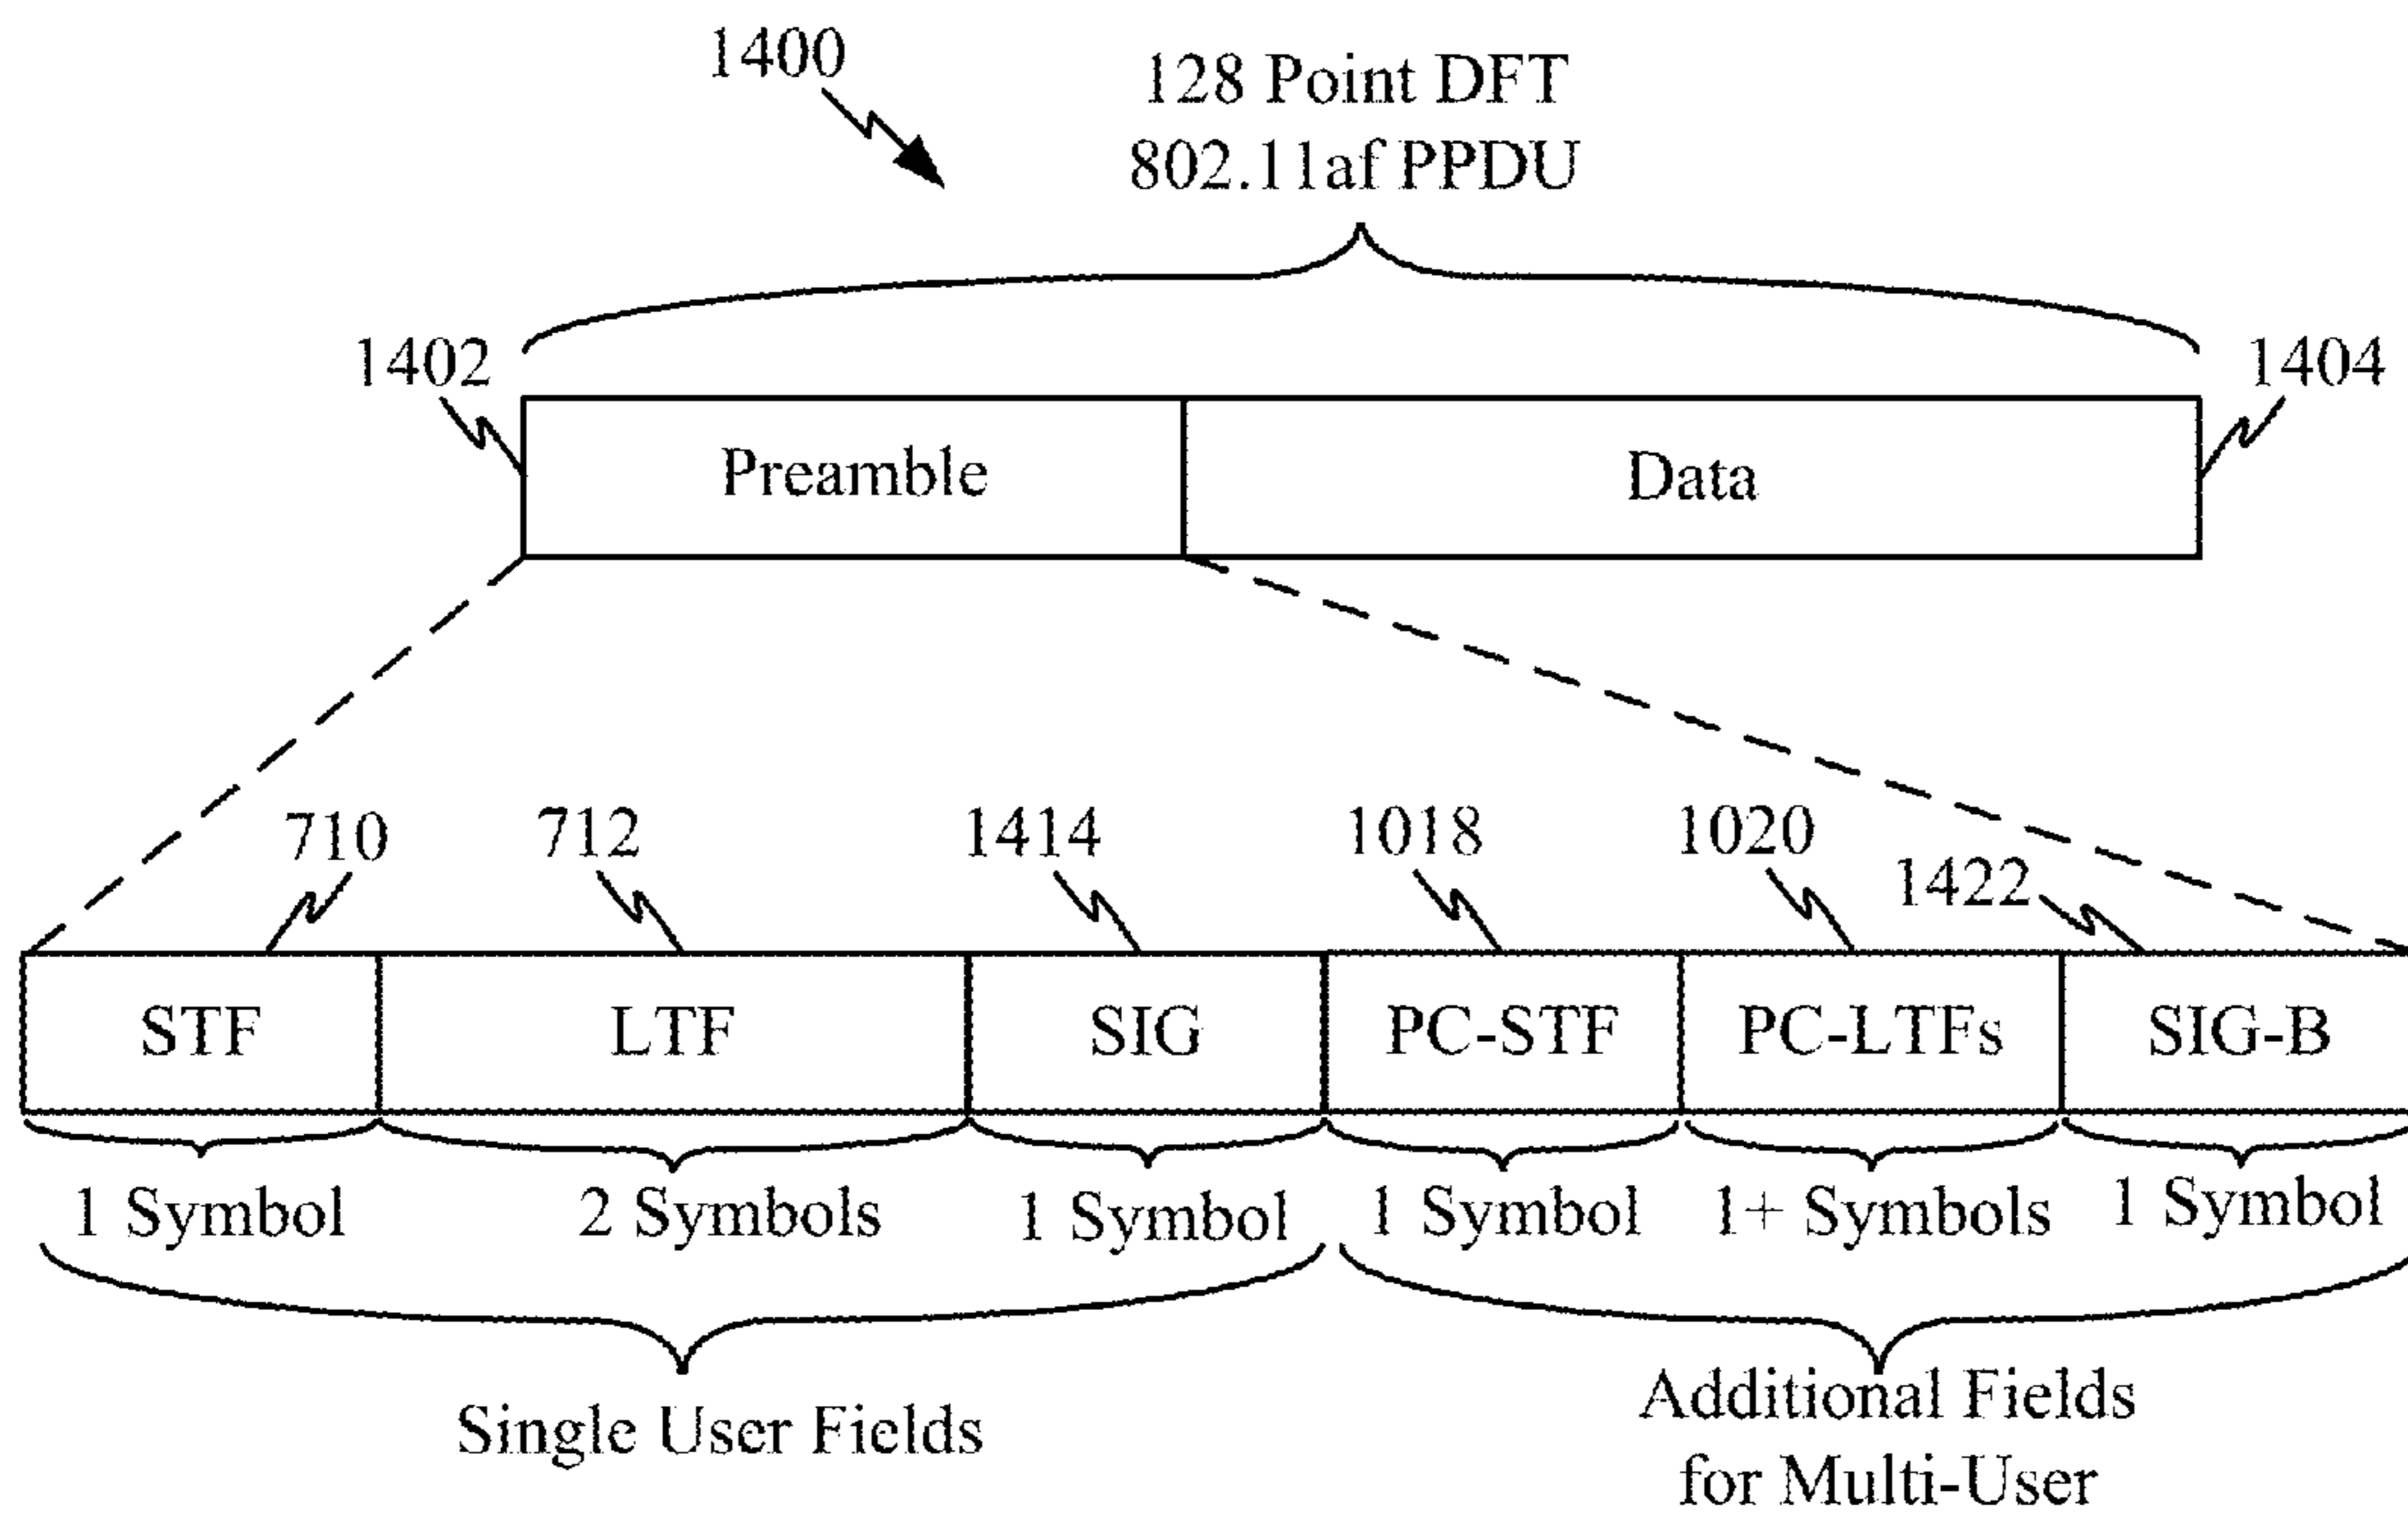 1400
128 Point DFT
802.11af PPDU
1402
1404
Preamble
Data
710
712
1414
1018
1020
1422
STF
LTF
SIG
PC-STF
PC-LTFs
SIG-B
1 Symbol
2 Symbols
1 Symbol
1 Symbol
1+ Symbols
1 Symbol
Single User Fields
Additional Fields
for Multi-User